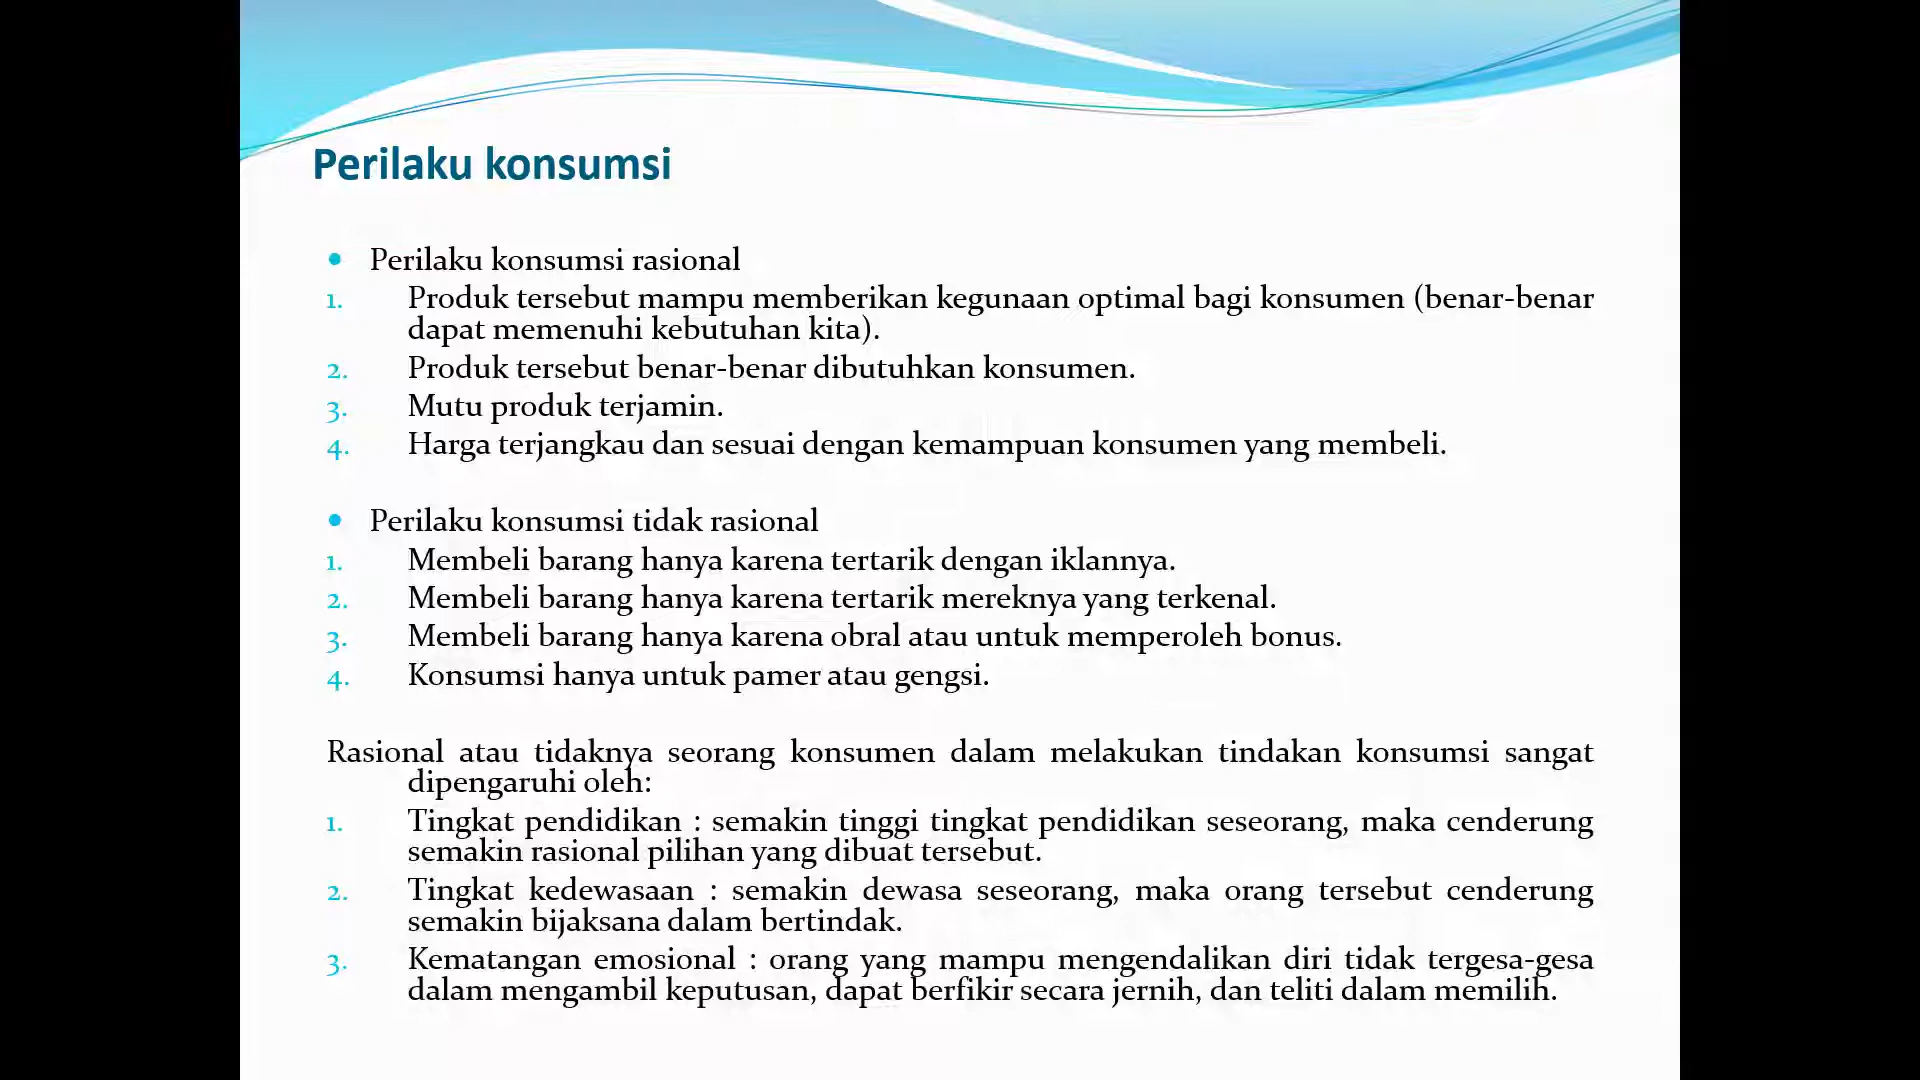 Perilaku konsumsi
• Perilaku konsumsi rasional
1. Produk tersebut mampu memberikan kegunaan optimal bagi konsumen (benar-benar
dapat memenuhi kebutuhan kita).
2. Produk tersebut benar-benar dibutuhkan konsumen.
3. Mutu produk terjamin.
4. Harga terjangkau dan sesuai dengan kemampuan konsumen yang membeli.
• Perilaku konsumsi tidak rasional
1. Membeli barang hanya karena tertarik dengan iklannya.
2. Membeli barang hanya karena tertarik mereknya yang terkenal.
3. Membeli barang hanya karena obral atau untuk memperoleh bonus.
4. Konsumsi hanya untuk pamer atau gengsi.
Rasional atau tidaknya seorang konsumen dalam melakukan tindakan konsumsi sangat
dipengaruhi oleh:
1. Tingkat pendidikan : semakin tinggi tingkat pendidikan seseorang, maka cenderung
semakin rasional pilihan yang dibuat tersebut.
2. Tingkat kedewasaan : semakin dewasa seseorang, maka orang tersebut cenderung
semakin bijaksana dalam bertindak.
3. Kematangan emosional : orang yang mampu mengendalikan diri tidak tergesa-gesa
dalam mengambil keputusan, dapat berfikir secara jernih, dan teliti dalam memilih.